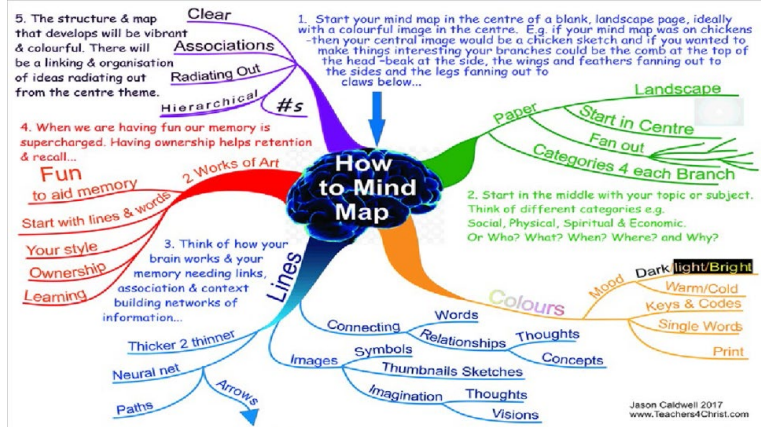 5. The structure & map
that develops will be vibrant
& colourful. There will
be a linking & organisation
of ideas radiating out
from the centre theme.
Clear
Associations
Radiating Out
Hierarchical
#s
1. Start your mind map in the centre of a blank, landscape page, ideally
with a colourful image in the centre. E.g. if your mind map was on chickens
-then your central image would be a chicken sketch and if you wanted to
make things interesting your branches could be the comb at the top of
the head -beak at the side, the wings and feathers fanning out to
the sides and the legs fanning out to
claws below...
Paper
Landscape
Start in Centre
Fan out
Categories 4 each Branch
4. When we are having fun our memory is
supercharged. Having ownership helps retention
& recall...
2 Works of Art
Fun
to aid memory
Start with lines & words
Your style
Ownership
Learning
How
to Mind
Map
2. Start in the middle with your topic or subject.
Think of different categories e.g.
Social, Physical, Spiritual & Economic.
Or Who? What? When? Where? and Why?
3. Think of how your
brain works & your
memory needing links,
association & context
building networks of
information...
Lines
Thicker 2 thinner
Neural net
Paths
Arrows
Connecting
Words
Relationships
Thoughts
Concepts
Images
Symbols
Thumbnails Sketches
Imagination
Thoughts
Visions
Colours
Mood
Dark/light/Bright
Warm/Cold
Keys & Codes
Single Words
Print
Jason Caldwell 2017
www.Teachers4Christ.com